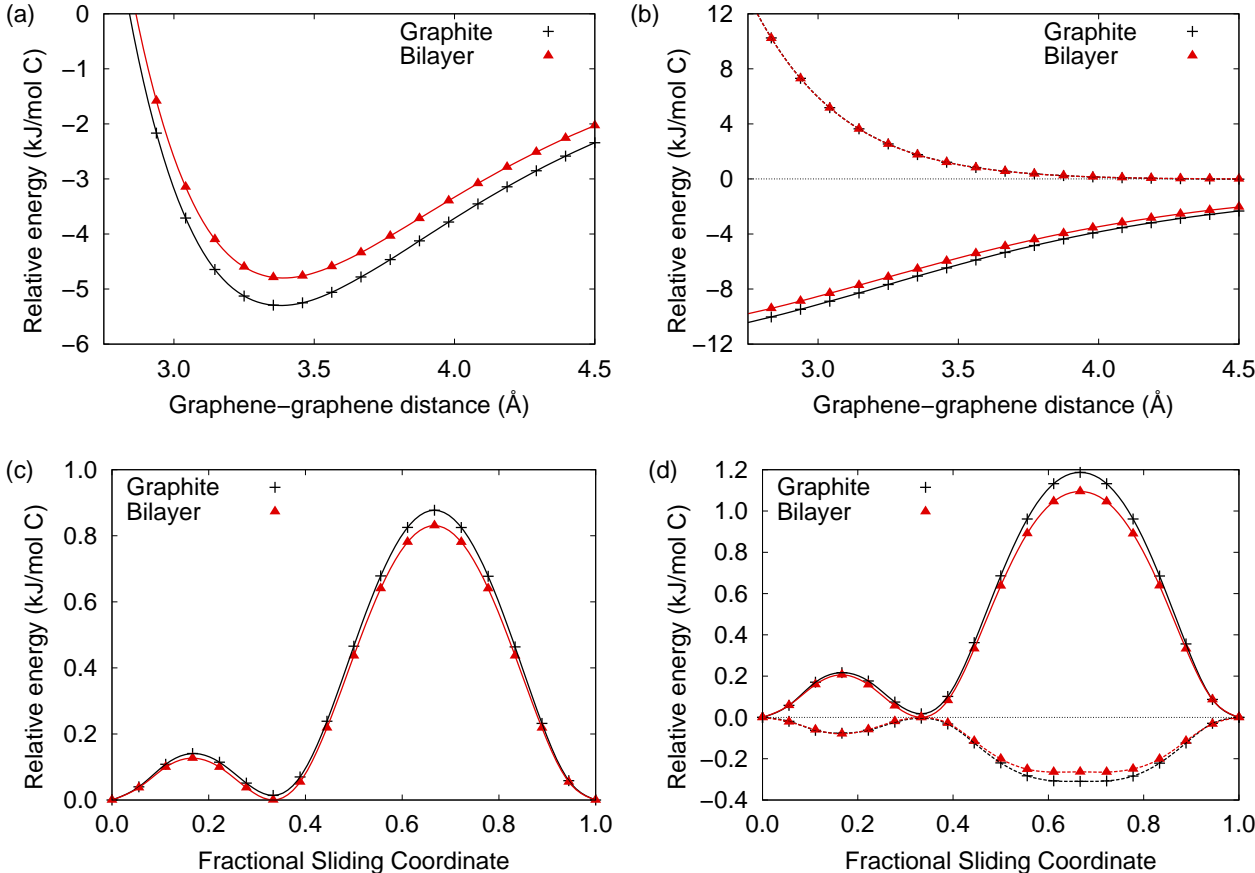 (a)
Relative energy (kJ/mol C)
0
−1
−2
−3
−4
−5
−6
3.0 3.5 4.0 4.5
Graphene−graphene distance (Å)
Graphite
Bilayer
(b)
Relative energy (kJ/mol C)
12
8
4
0
−4
−8
−12
3.0 3.5 4.0 4.5
Graphene−graphene distance (Å)
Graphite
Bilayer
(c)
Relative energy (kJ/mol C)
1.0
0.8
0.6
0.4
0.2
0.0
0.0 0.2 0.4 0.6 0.8 1.0
Fractional Sliding Coordinate
Graphite
Bilayer
(d)
Relative energy (kJ/mol C)
1.2
1.0
0.8
0.6
0.4
0.2
0.0
−0.2
−0.4
0.0 0.2 0.4 0.6 0.8 1.0
Fractional Sliding Coordinate
Graphite
Bilayer